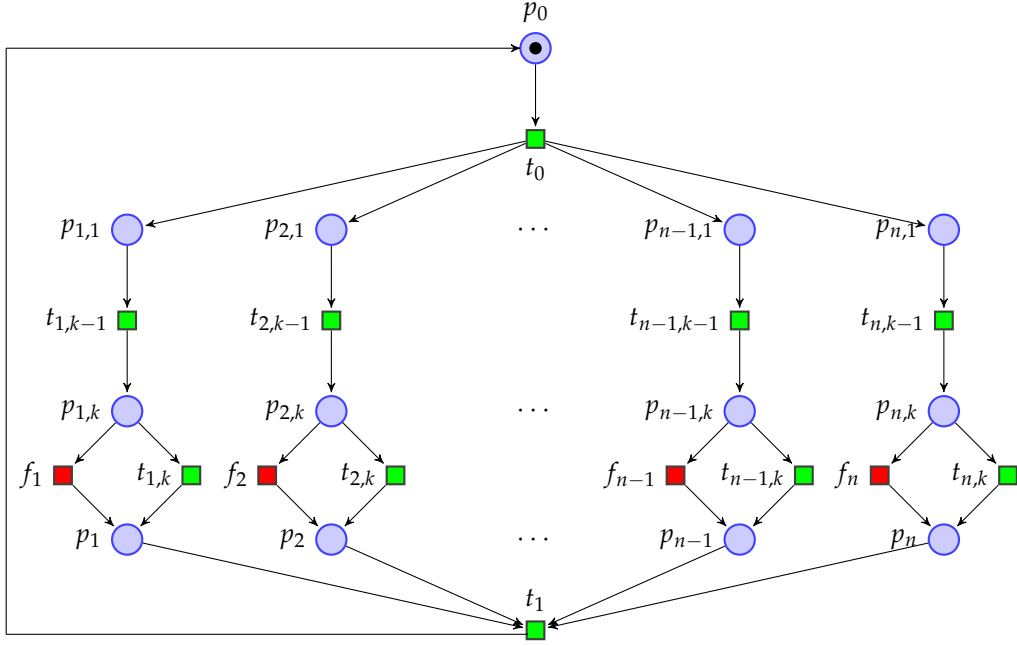 p₀
t₀
p₁,₁ p₂,₁ ⋯ pₙ₋₁,₁ pₙ,₁
t₁,ₖ₋₁ t₂,ₖ₋₁ tₙ₋₁,ₖ₋₁ tₙ,ₖ₋₁
p₁,ₖ p₂,ₖ ⋯ pₙ₋₁,ₖ pₙ,ₖ
f₁ t₁,ₖ f₂ t₂,ₖ fₙ₋₁ tₙ₋₁,ₖ fₙ tₙ,ₖ
p₁ p₂ ⋯ pₙ₋₁ pₙ
t₁